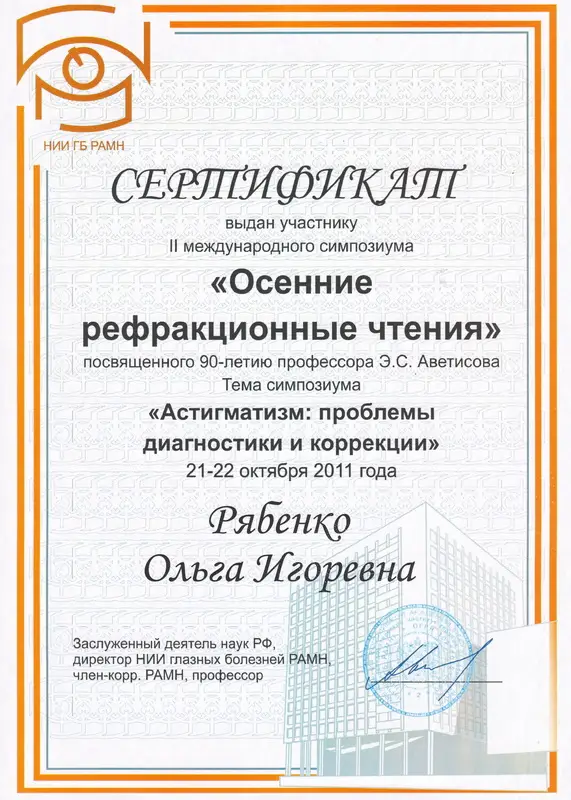 НИИ ГБ РАМН
СЕРТИФИКАТ
выдан участнику
II международного симпозиума
«Осенние
рефракционные чтения»
посвященного 90-летию профессора Э.С. Аветисова
Тема симпозиума
«Астигматизм: проблемы
диагностики и коррекции»
21-22 октября 2011 года
Рябенко
Ольга Игоревна
Заслуженный деятель наук РФ,
директор НИИ глазных болезней РАМН,
член-корр. РАМН, профессор